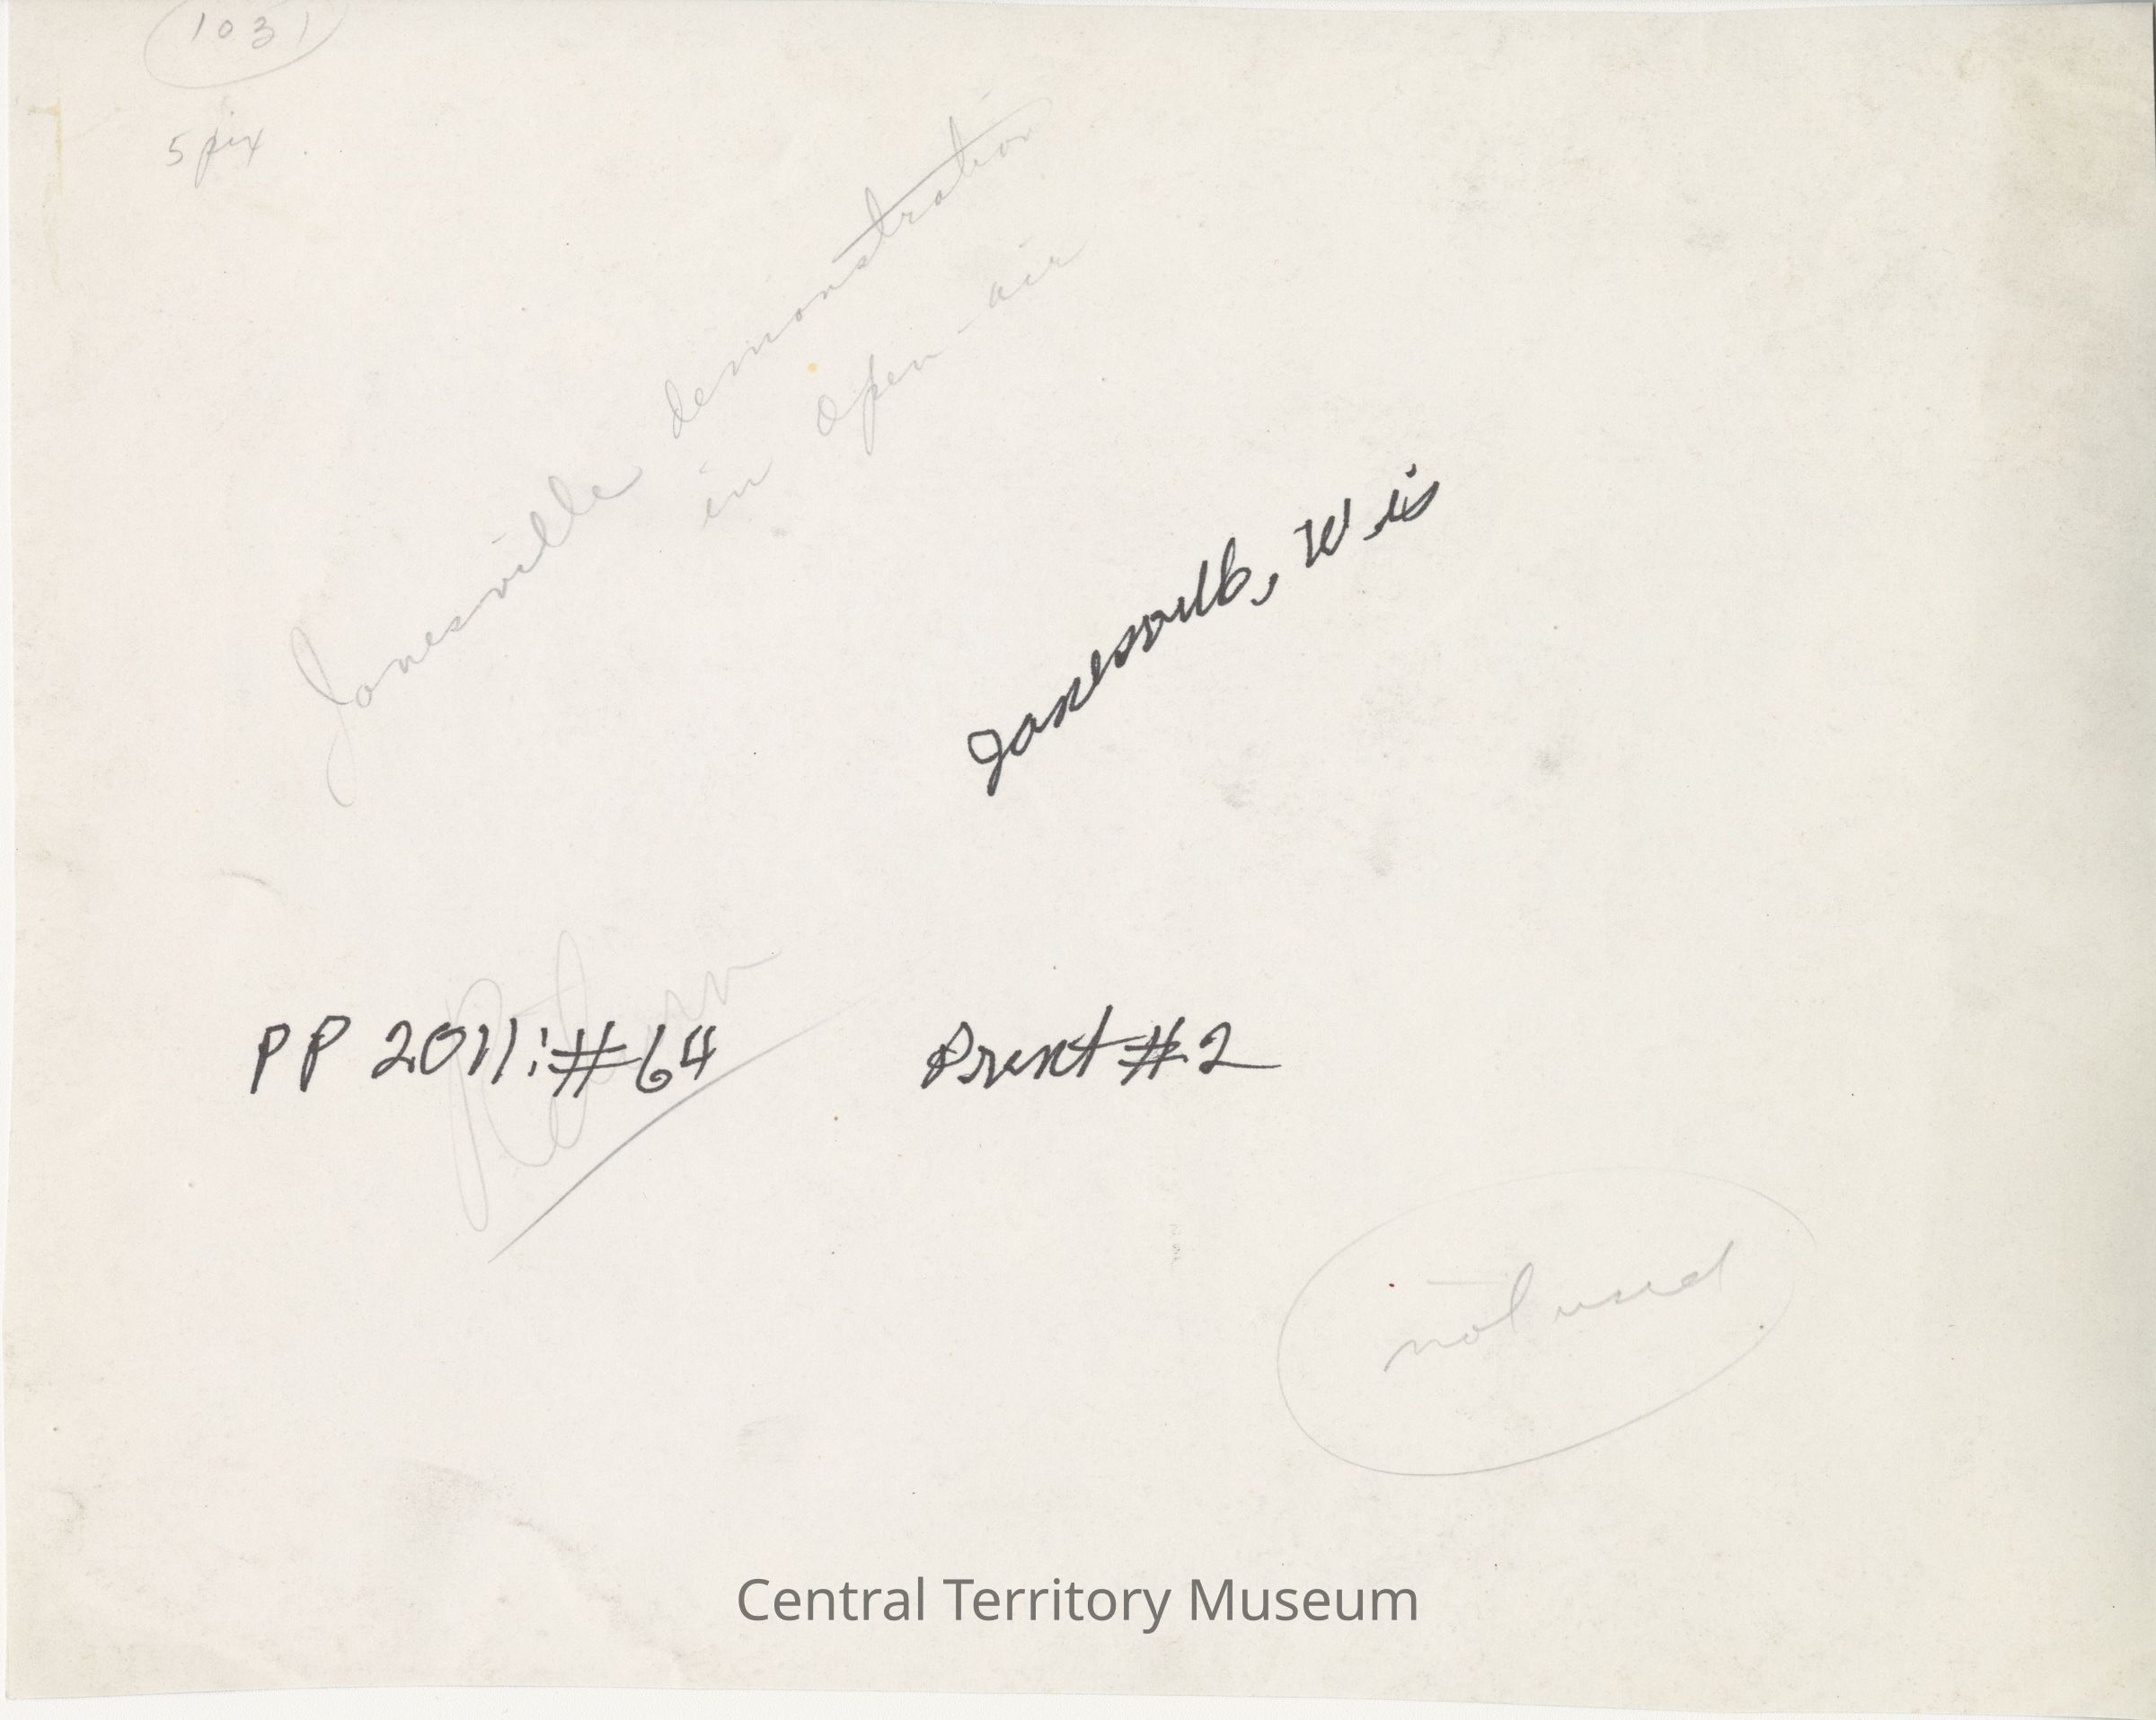 1031
5 pix
Janesville demonstration
in open-air
Janesville, Wis
Return
PP 2011:#64
Print #2
not used
Central Territory Museum